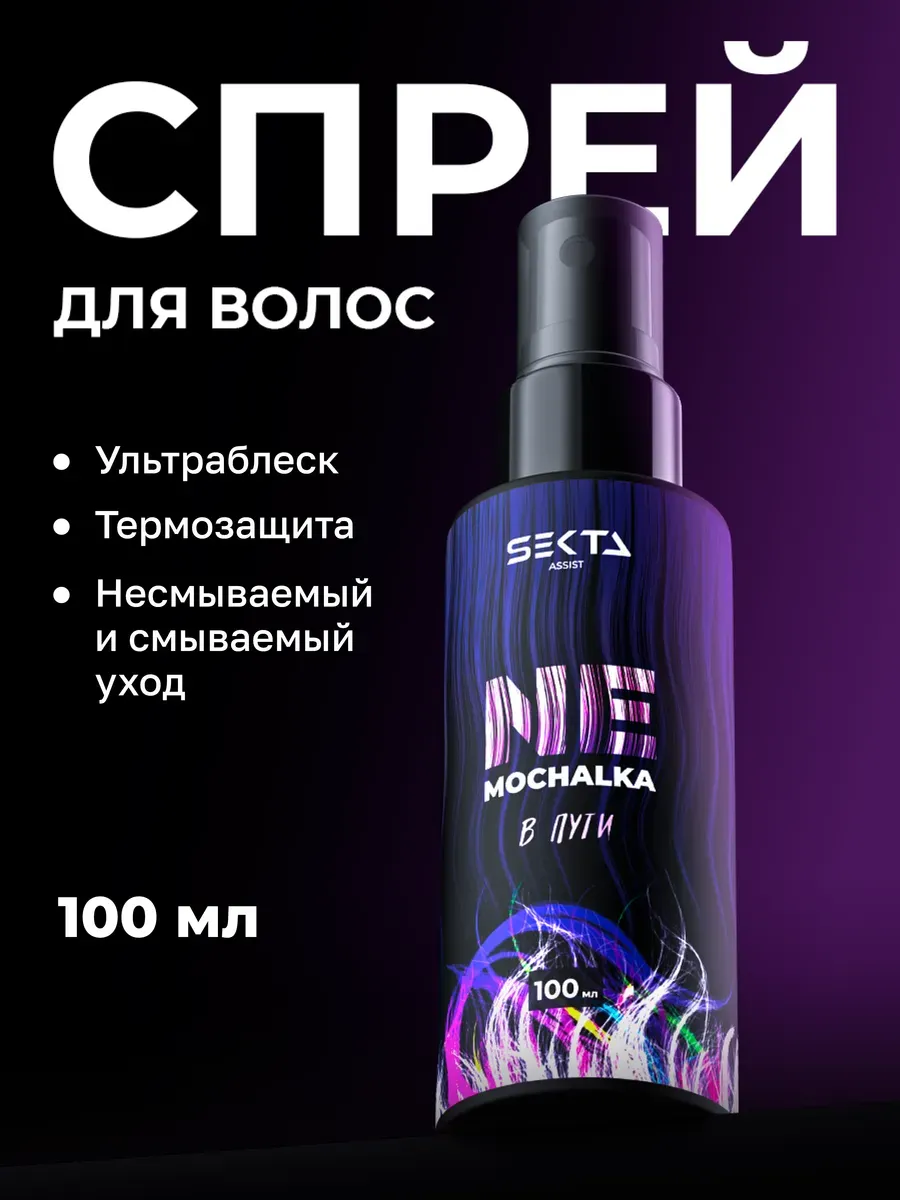 СПРЕЙ
ДЛЯ ВОЛОС
• Ультраблеск
• Термозащита
• Несмываемый
и смываемый
уход
SEKTA
ASSIST
NE
MOCHALKA
В ПУТИ
100 мл
100 мл